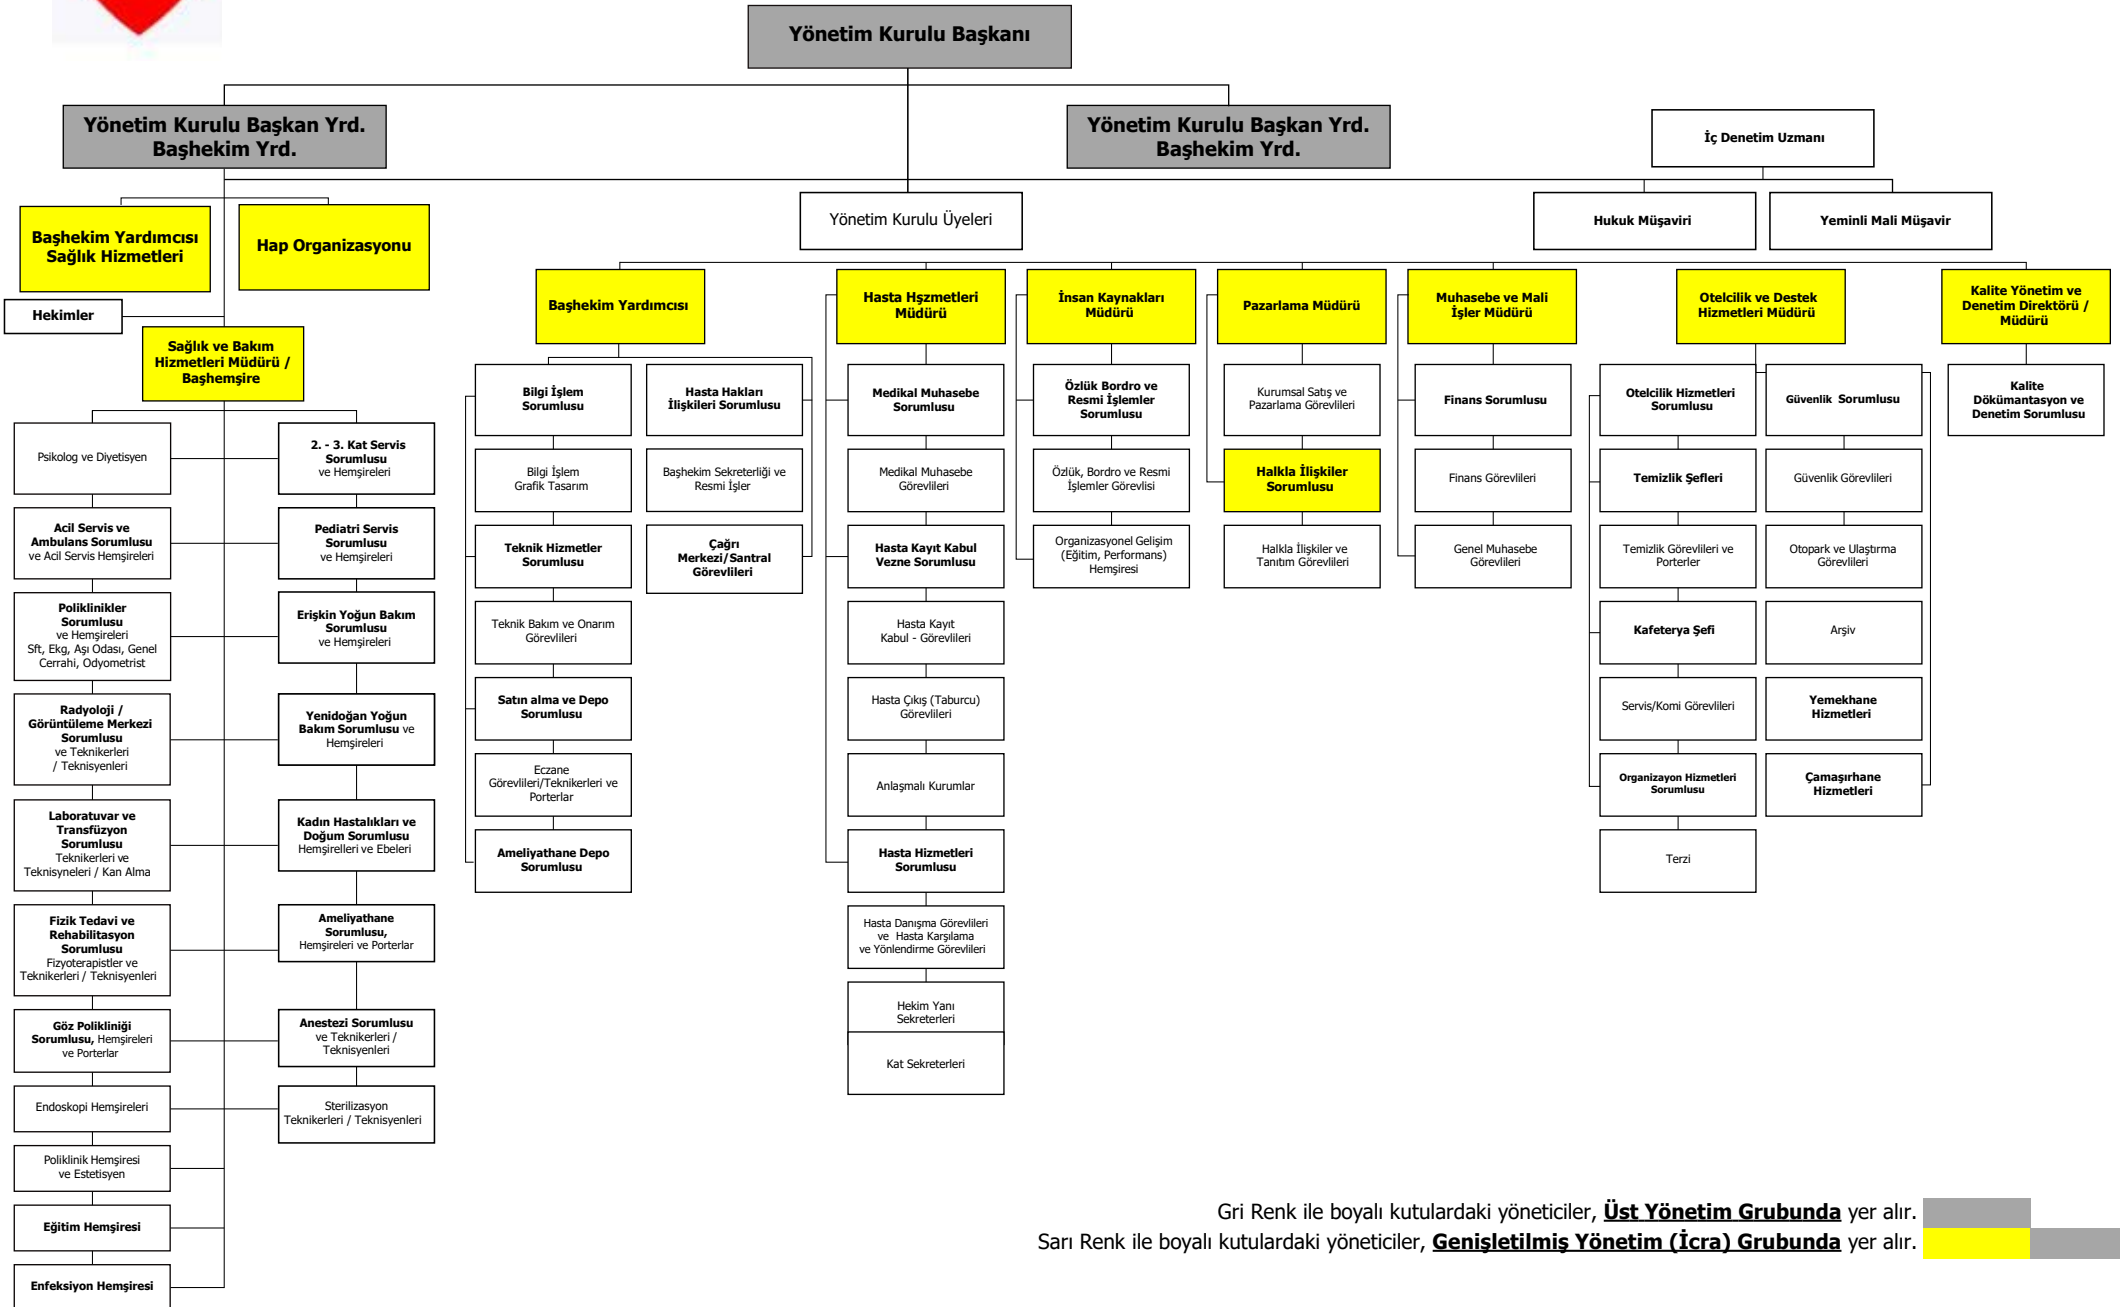 Yönetim Kurulu Başkanı
Yönetim Kurulu Başkan Yrd.
Başhekim Yrd.
Yönetim Kurulu Başkan Yrd.
Başhekim Yrd.
İç Denetim Uzmanı
Başhekim Yardımcısı
Sağlık Hizmetleri
Hap Organizasyonu
Yönetim Kurulu Üyeleri
Hukuk Müşaviri
Yeminli Mali Müşavir
Hekimler
Sağlık ve Bakım
Hizmetleri Müdürü /
Başhemşire
Psikolog ve Diyetisyen
Acil Servis ve
Ambulans Sorumlusu
ve Acil Servis Hemşireleri
Poliklinikler
Sorumlusu
ve Hemşireleri
Sft, Ekg, Aşı Odası, Genel
Cerrahi, Odyometrist
Radyoloji /
Görüntüleme Merkezi
Sorumlusu
ve Teknikerleri
/ Teknisyenleri
Laboratuvar ve
Transfüzyon
Sorumlusu
Teknikerleri ve
Teknisyneleri / Kan Alma
Fizik Tedavi ve
Rehabilitasyon
Sorumlusu
Fizyoterapistler ve
Teknikerleri / Teknisyenleri
Göz Polikliniği
Sorumlusu, Hemşireleri
ve Porterlar
Endoskopi Hemşireleri
Poliklinik Hemşiresi
ve Estetisyen
Eğitim Hemşiresi
Enfeksiyon Hemşiresi
2. - 3. Kat Servis
Sorumlusu
ve Hemşireleri
Pediatri Servis
Sorumlusu
ve Hemşireleri
Erişkin Yoğun Bakım
Sorumlusu
ve Hemşireleri
Yenidoğan Yoğun
Bakım Sorumlusu ve
Hemşireleri
Kadın Hastalıkları ve
Doğum Sorumlusu
Hemşirelleri ve Ebeleri
Ameliyathane
Sorumlusu,
Hemşireleri ve Porterlar
Anestezi Sorumlusu
ve Teknikerleri /
Teknisyenleri
Sterilizasyon
Teknikerleri / Teknisyenleri
Başhekim Yardımcısı
Bilgi İşlem
Sorumlusu
Bilgi İşlem
Grafik Tasarım
Teknik Hizmetler
Sorumlusu
Teknik Bakım ve Onarım
Görevlileri
Satın alma ve Depo
Sorumlusu
Eczane
Görevlileri/Teknikerleri ve
Porterlar
Ameliyathane Depo
Sorumlusu
Hasta Hakları
İlişkileri Sorumlusu
Başhekim Sekreterliği ve
Resmi İşler
Çağrı
Merkezi/Santral
Görevlileri
Hasta Hşzmetleri
Müdürü
Medikal Muhasebe
Sorumlusu
Medikal Muhasebe
Görevlileri
Hasta Kayıt Kabul
Vezne Sorumlusu
Hasta Kayıt
Kabul - Görevlileri
Hasta Çıkış (Taburcu)
Görevlileri
Anlaşmalı Kurumlar
Hasta Hizmetleri
Sorumlusu
Hasta Danışma Görevlileri
ve Hasta Karşılama
ve Yönlendirme Görevlileri
Hekim Yanı
Sekreterleri
Kat Sekreterleri
İnsan Kaynakları
Müdürü
Özlük Bordro ve
Resmi İşlemler
Sorumlusu
Özlük, Bordro ve Resmi
İşlemler Görevlisi
Organizasyonel Gelişim
(Eğitim, Performans)
Hemşiresi
Pazarlama Müdürü
Kurumsal Satış ve
Pazarlama Görevlileri
Halkla İlişkiler
Sorumlusu
Halkla İlişkiler ve
Tanıtım Görevlileri
Muhasebe ve Mali
İşler Müdürü
Finans Sorumlusu
Finans Görevlileri
Genel Muhasebe
Görevlileri
Otelcilik ve Destek
Hizmetleri Müdürü
Otelcilik Hizmetleri
Sorumlusu
Temizlik Şefleri
Temizlik Görevlileri ve
Porterler
Kafeterya Şefi
Servis/Komi Görevlileri
Organizayon Hizmetleri
Sorumlusu
Terzi
Güvenlik Sorumlusu
Güvenlik Görevlileri
Otopark ve Ulaştırma
Görevlileri
Arşiv
Yemekhane
Hizmetleri
Çamaşırhane
Hizmetleri
Kalite Yönetim ve
Denetim Direktörü /
Müdürü
Kalite
Dökümantasyon ve
Denetim Sorumlusu
Gri Renk ile boyalı kutulardaki yöneticiler, Üst Yönetim Grubunda yer alır.
Sarı Renk ile boyalı kutulardaki yöneticiler, Genişletilmiş Yönetim (İcra) Grubunda yer alır.